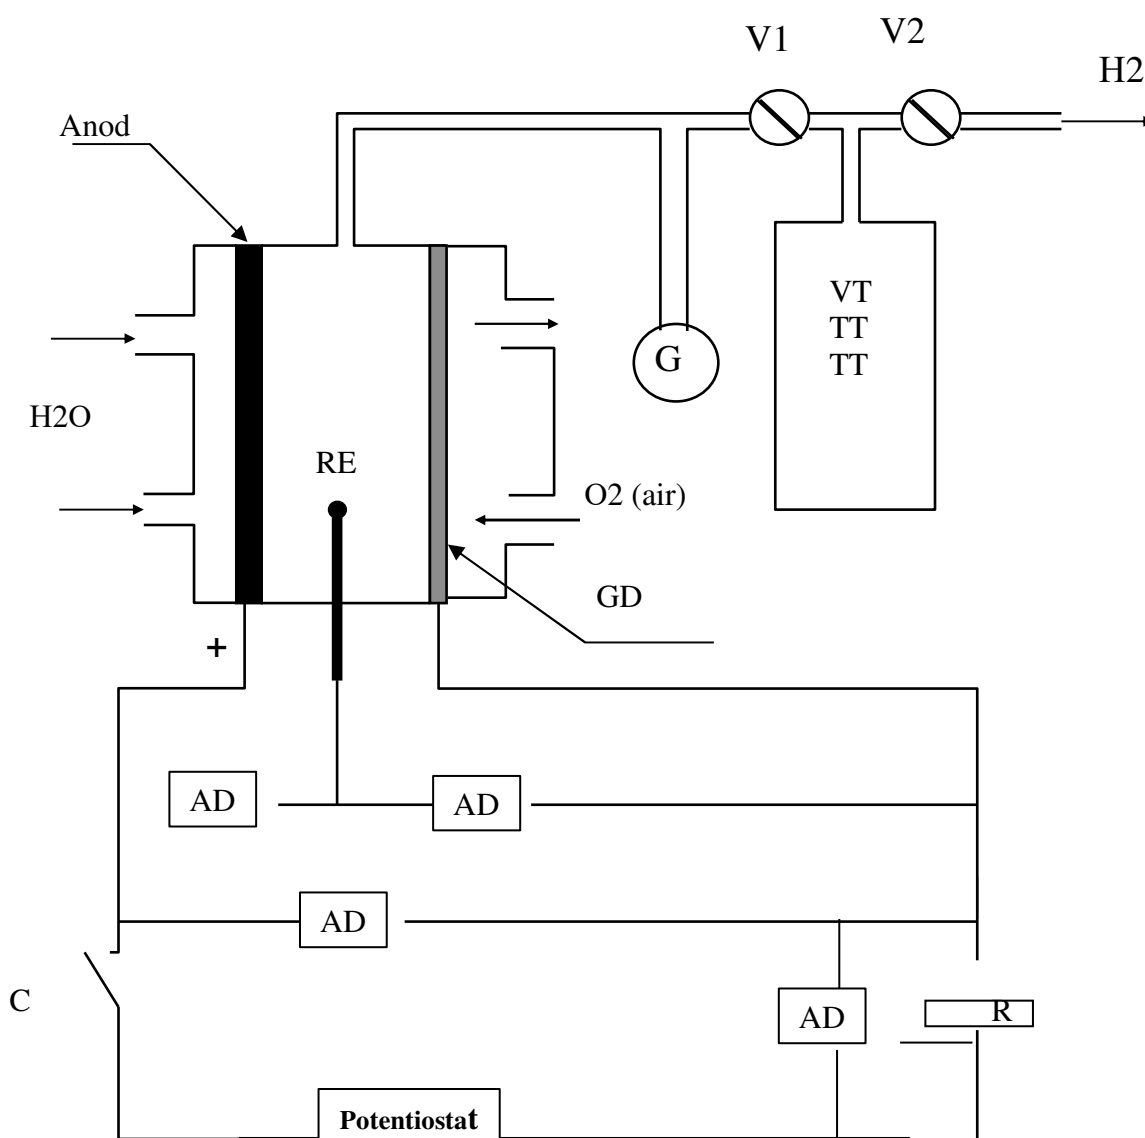 V1
V2
H2
Anod
VT
TT
TT
G
H2O
RE
O2 (air)
GD
+
AD
AD
AD
C
AD
R
Potentiostat